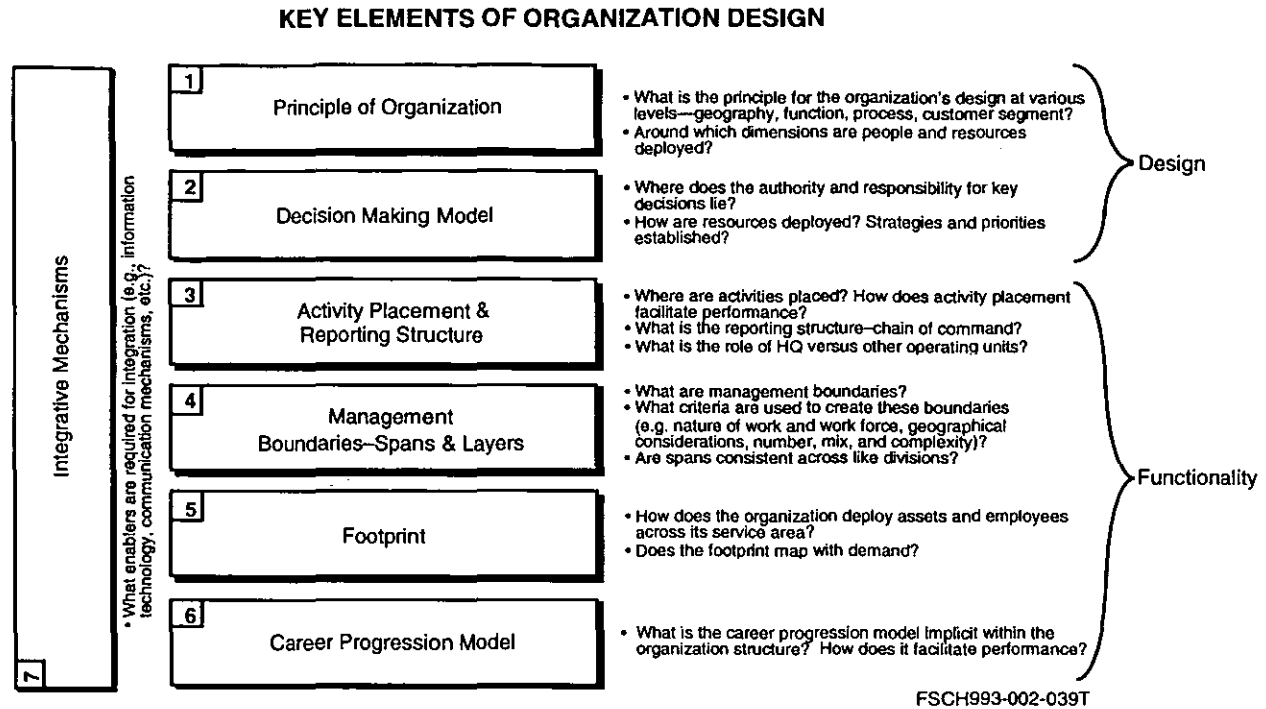 KEY ELEMENTS OF ORGANIZATION DESIGN
7
Integrative Mechanisms
• What enablers are required for integration (e.g., information
technology, communication mechanisms, etc.)?
1
Principle of Organization
• What is the principle for the organization's design at various
levels—geography, function, process, customer segment?
• Around which dimensions are people and resources
deployed?
2
Decision Making Model
• Where does the authority and responsibility for key
decisions lie?
• How are resources deployed? Strategies and priorities
established?
Design
3
Activity Placement &
Reporting Structure
• Where are activities placed? How does activity placement
facilitate performance?
• What is the reporting structure–chain of command?
• What is the role of HQ versus other operating units?
4
Management
Boundaries–Spans & Layers
• What are management boundaries?
• What criteria are used to create these boundaries
(e.g. nature of work and work force, geographical
considerations, number, mix, and complexity)?
• Are spans consistent across like divisions?
5
Footprint
• How does the organization deploy assets and employees
across its service area?
• Does the footprint map with demand?
6
Career Progression Model
• What is the career progression model implicit within the
organization structure? How does it facilitate performance?
Functionality
FSCH993-002-039T